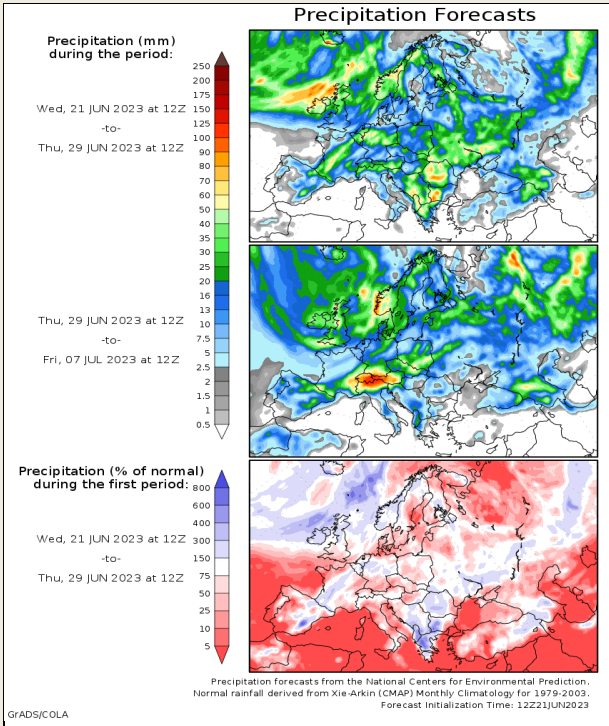 Precipitation Forecasts
Precipitation (mm)
during the period:
Wed, 21 JUN 2023 at 12Z
-to-
Thu, 29 JUN 2023 at 12Z
250
200
175
150
125
100
90
80
70
60
50
40
35
30
25
20
16
13
10
7.5
5
2.5
2
1.5
1
0.5
Thu, 29 JUN 2023 at 12Z
-to-
Fri, 07 JUL 2023 at 12Z
Precipitation (% of normal)
during the first period:
Wed, 21 JUN 2023 at 12Z
-to-
Thu, 29 JUN 2023 at 12Z
800
600
400
300
150
75
50
25
10
5
Precipitation forecasts from the National Centers for Environmental Prediction.
Normal rainfall derived from Xie-Arkin (CMAP) Monthly Climatology for 1979-2003.
Forecast Initialization Time: 12Z21JUN2023
GrADS/COLA